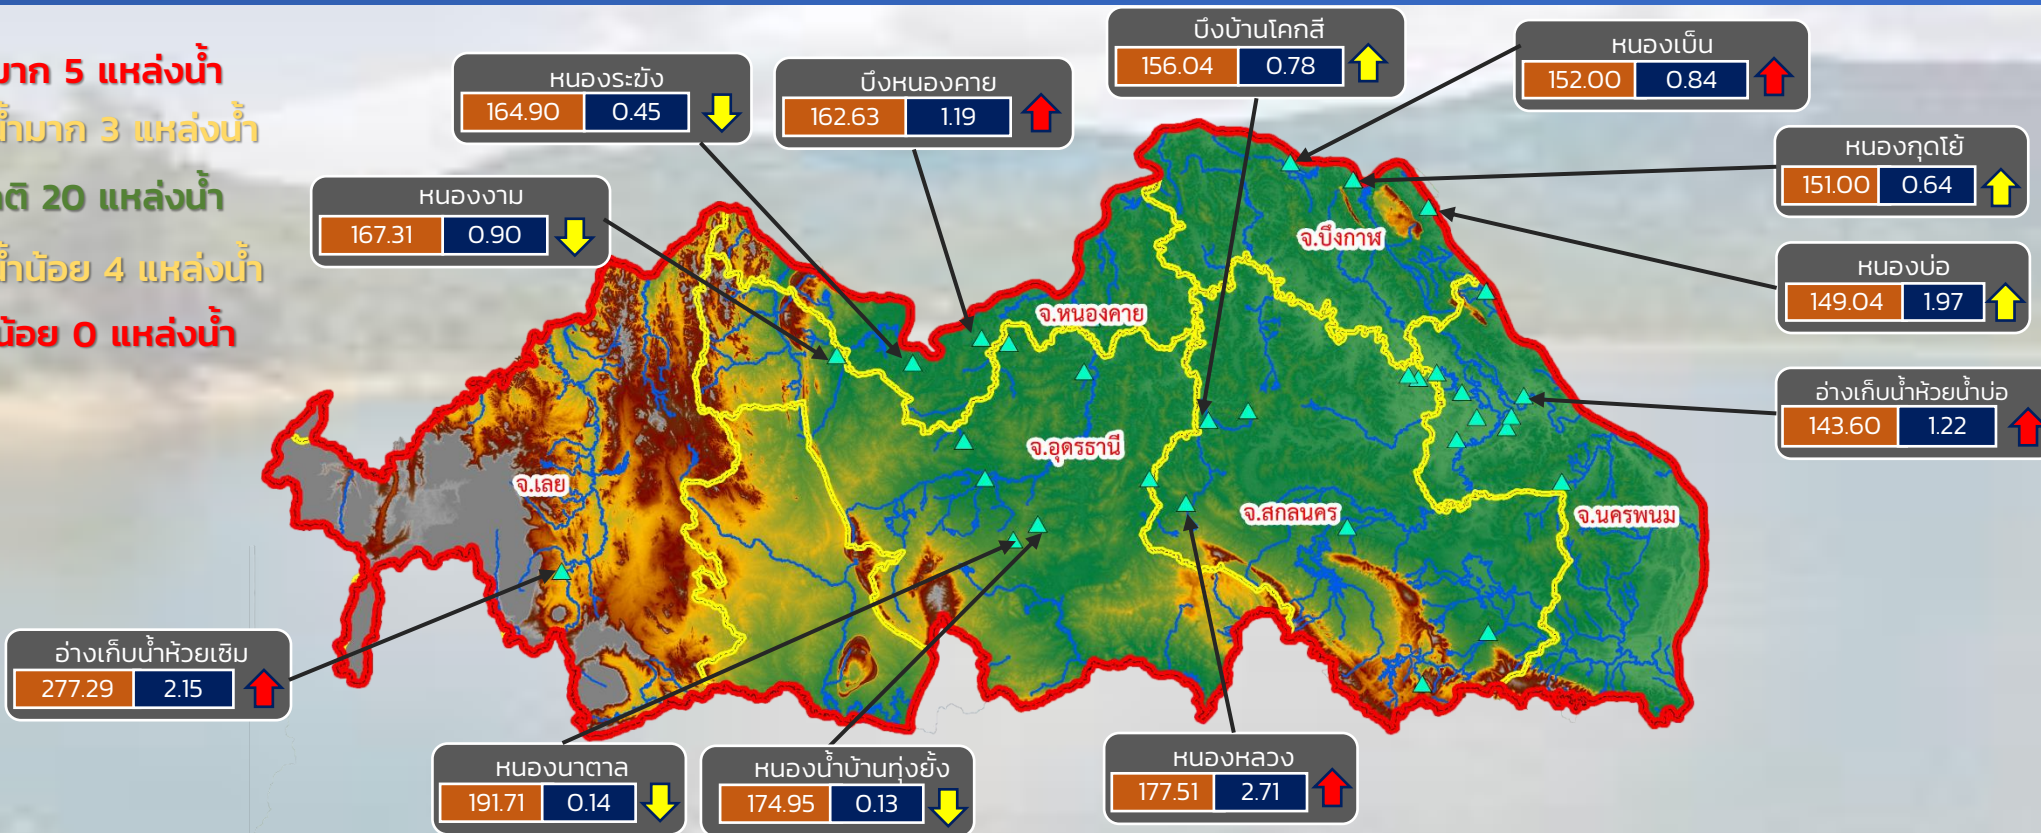 มาก 5 แหล่งน้ำ
น้ำมาก 3 แหล่งน้ำ
20 แหล่งน้ำ
น้ำน้อย 4 แหล่งน้ำ
น้อย 0 แหล่งน้ำ
หนองระฆัง
164.90 0.45
บึงหนองคาย
162.63 1.19
บึงบ้านโคกสี
156.04 0.78
หนองเบ็น
152.00 0.84
หนองงาม
167.31 0.90
หนองกุดโย้
151.00 0.64
หนองบ่อ
149.04 1.97
อ่างเก็บน้ำห้วยน้ำบ่อ
143.60 1.22
จ.บึงกาฬ
จ.หนองคาย
จ.อุดรธานี
จ.เลย
จ.สกลนคร
จ.นครพนม
อ่างเก็บน้ำห้วยเซิม
277.29 2.15
หนองนาตาล
191.71 0.14
หนองน้ำบ้านทุ่งยั้ง
174.95 0.13
หนองหลวง
177.51 2.71